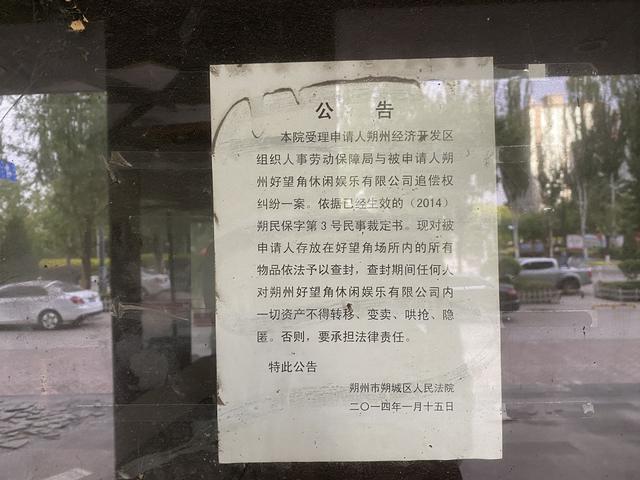 公 告
本院受理申请人朔州经济开发区
组织人事劳动保障局与被申请人朔
州好望角休闲娱乐有限公司追偿权
纠纷一案。依据已经生效的（2014）
朔民保字第3号民事裁定书。现对被
申请人存放在好望角场所内的所有
物品依法予以查封，查封期间任何人
对朔州好望角休闲娱乐有限公司内
一切资产不得转移、变卖、哄抢、隐
匿。否则，要承担法律责任。
特此公告
朔州市朔城区人民法院
二〇一四年一月十五日